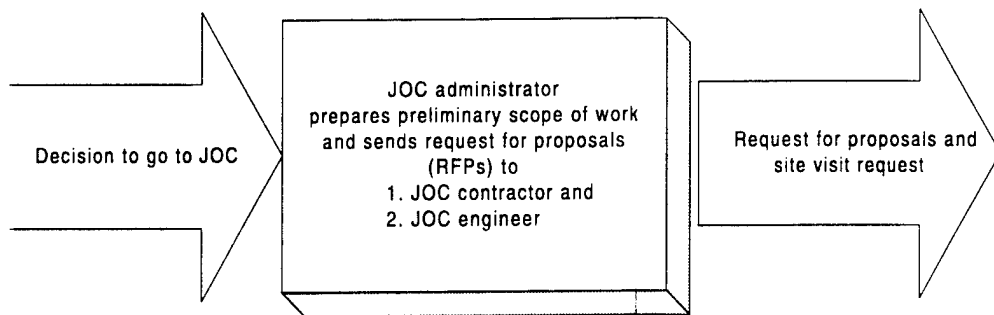 Decision to go to JOC
JOC administrator
prepares preliminary scope of work
and sends request for proposals
(RFPs) to
1. JOC contractor and
2. JOC engineer
Request for proposals and
site visit request